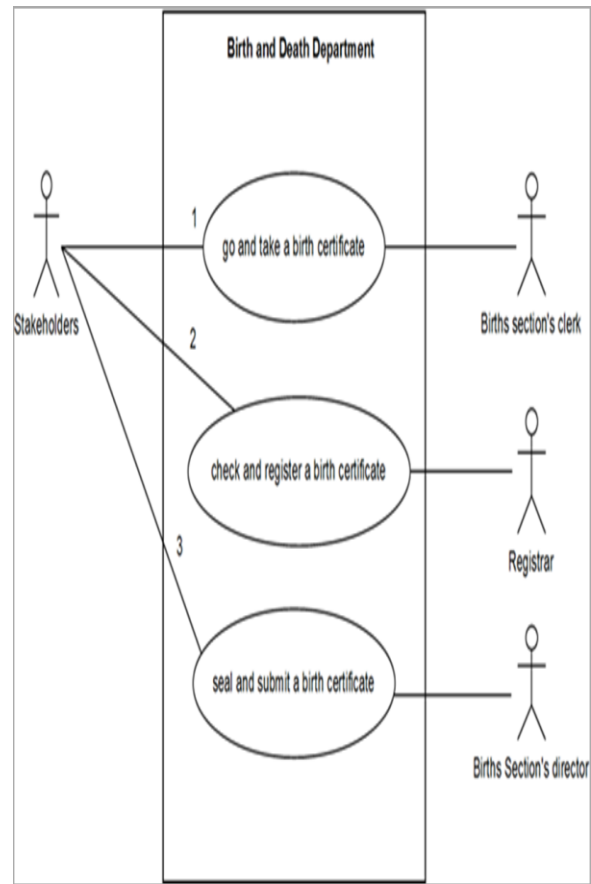 Birth and Death Department
1
go and take a birth certificate
Stakeholders
Births section's clerk
2
check and register a birth certificate
Registrar
3
seal and submit a birth certificate
Births Section's director